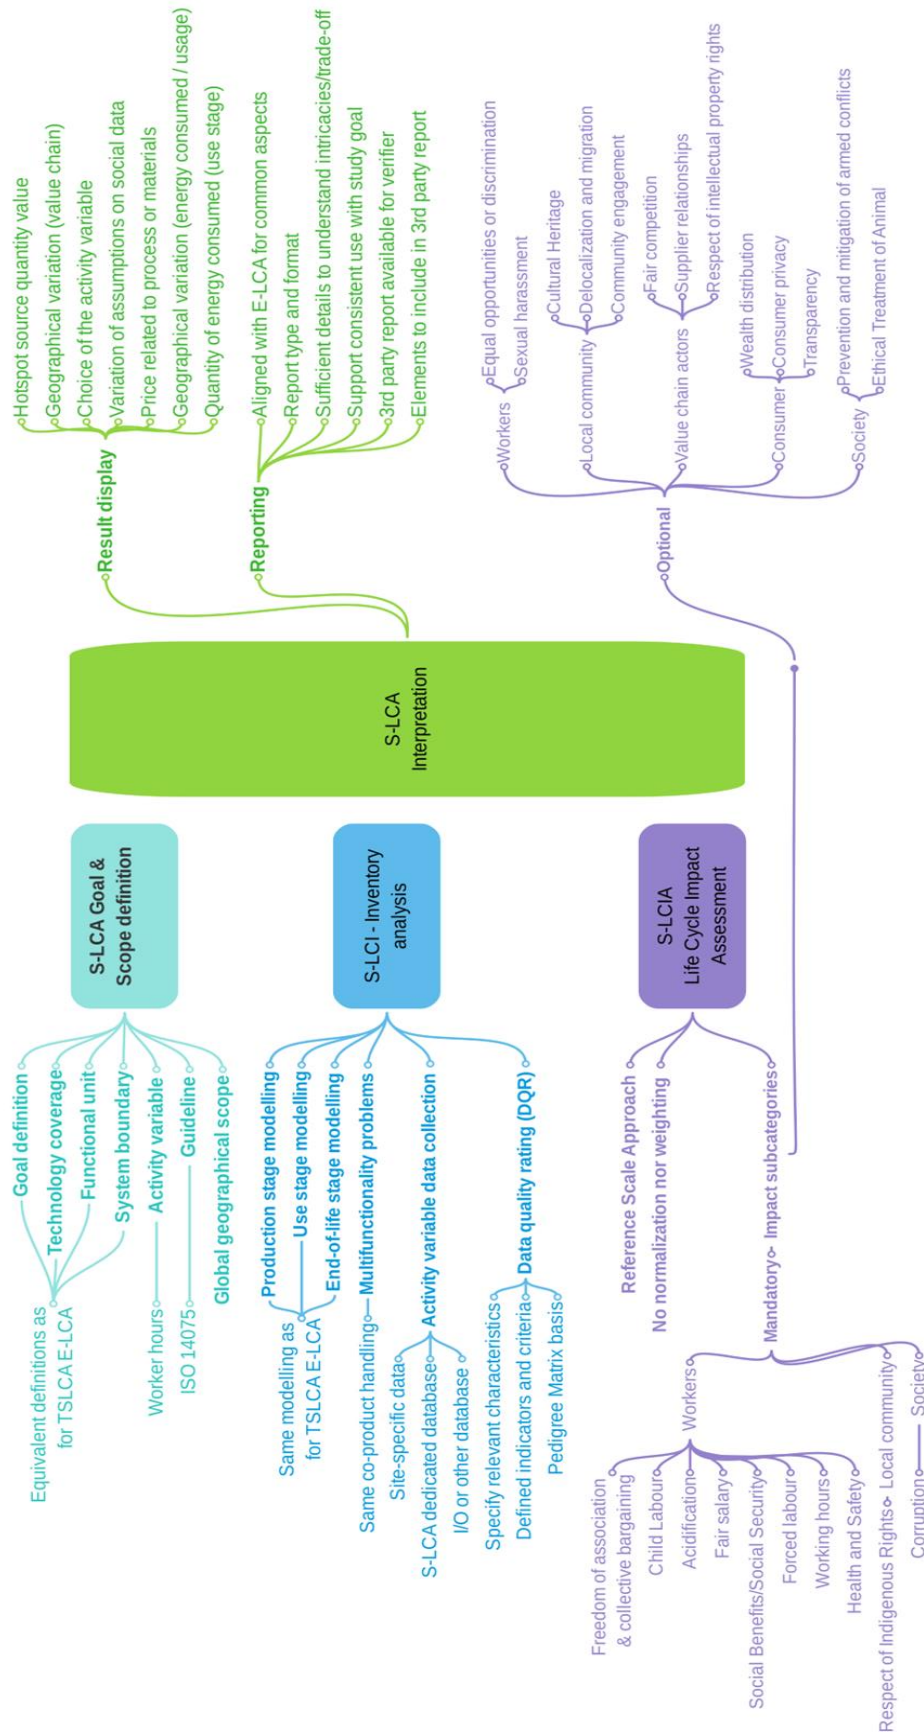 S-LCA Goal &
Scope definition
Goal definition
Technology coverage
Functional unit
System boundary
Equivalent definitions as
for TSLCA E-LCA
Activity variable
Worker hours
Guideline
ISO 14075
Global geographical scope
S-LCI - Inventory
analysis
Production stage modelling
Use stage modelling
End-of-life stage modelling
Same modelling as
for TSLCA E-LCA
Multifunctionality problems
Same co-product handling
Activity variable data collection
Site-specific data
S-LCA dedicated database
I/O or other database
Data quality rating (DQR)
Specify relevant characteristics
Defined indicators and criteria
Pedigree Matrix basis
S-LCIA
Life Cycle Impact
Assessment
Reference Scale Approach
No normalization nor weighting
Impact subcategories
Mandatory
Workers
Freedom of association
& collective bargaining
Child Labour
Acidification
Fair salary
Social Benefits/Social Security
Forced labour
Working hours
Health and Safety
Local community
Respect of Indigenous Rights
Society
Corruption
Optional
Workers
Equal opportunities or discrimination
Sexual harassment
Local community
Cultural Heritage
Delocalization and migration
Community engagement
Value chain actors
Fair competition
Supplier relationships
Respect of intellectual property rights
Consumer
Wealth distribution
Consumer privacy
Transparency
Society
Prevention and mitigation of armed conflicts
Ethical Treatment of Animal
S-LCA
Interpretation
Result display
Hotspot source quantity value
Geographical variation (value chain)
Choice of the activity variable
Variation of assumptions on social data
Price related to process or materials
Geographical variation (energy consumed / usage)
Quantity of energy consumed (use stage)
Reporting
Aligned with E-LCA for common aspects
Report type and format
Sufficient details to understand intricacies/trade-off
Support consistent use with study goal
3rd party report available for verifier
Elements to include in 3rd party report